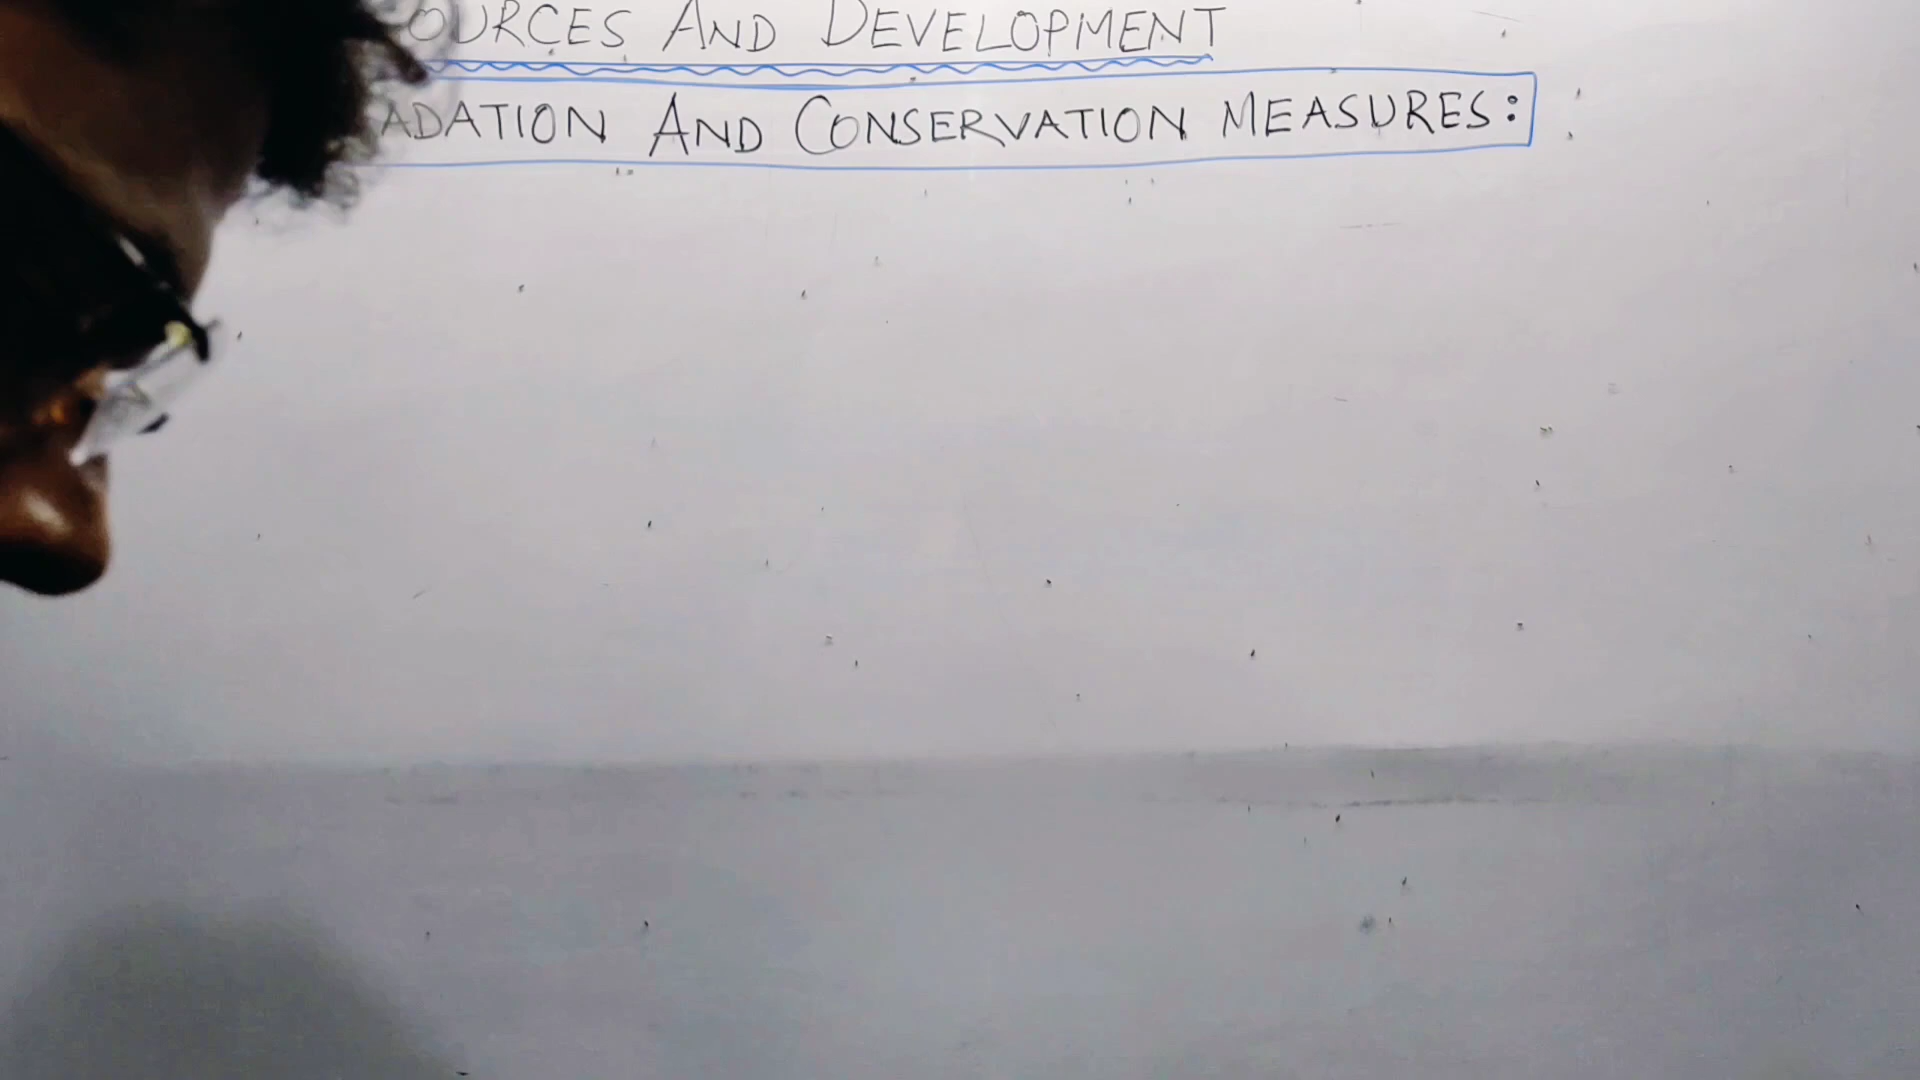 OURCES AND DEVELOPMENT
ADATION AND CONSERVATION MEASURES: